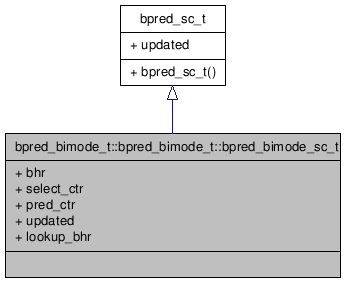 bpred_sc_t
+ updated
+ bpred_sc_t()
bpred_bimode_t::bpred_bimode_t::bpred_bimode_sc_t
+ bhr
+ select_ctr
+ pred_ctr
+ updated
+ lookup_bhr